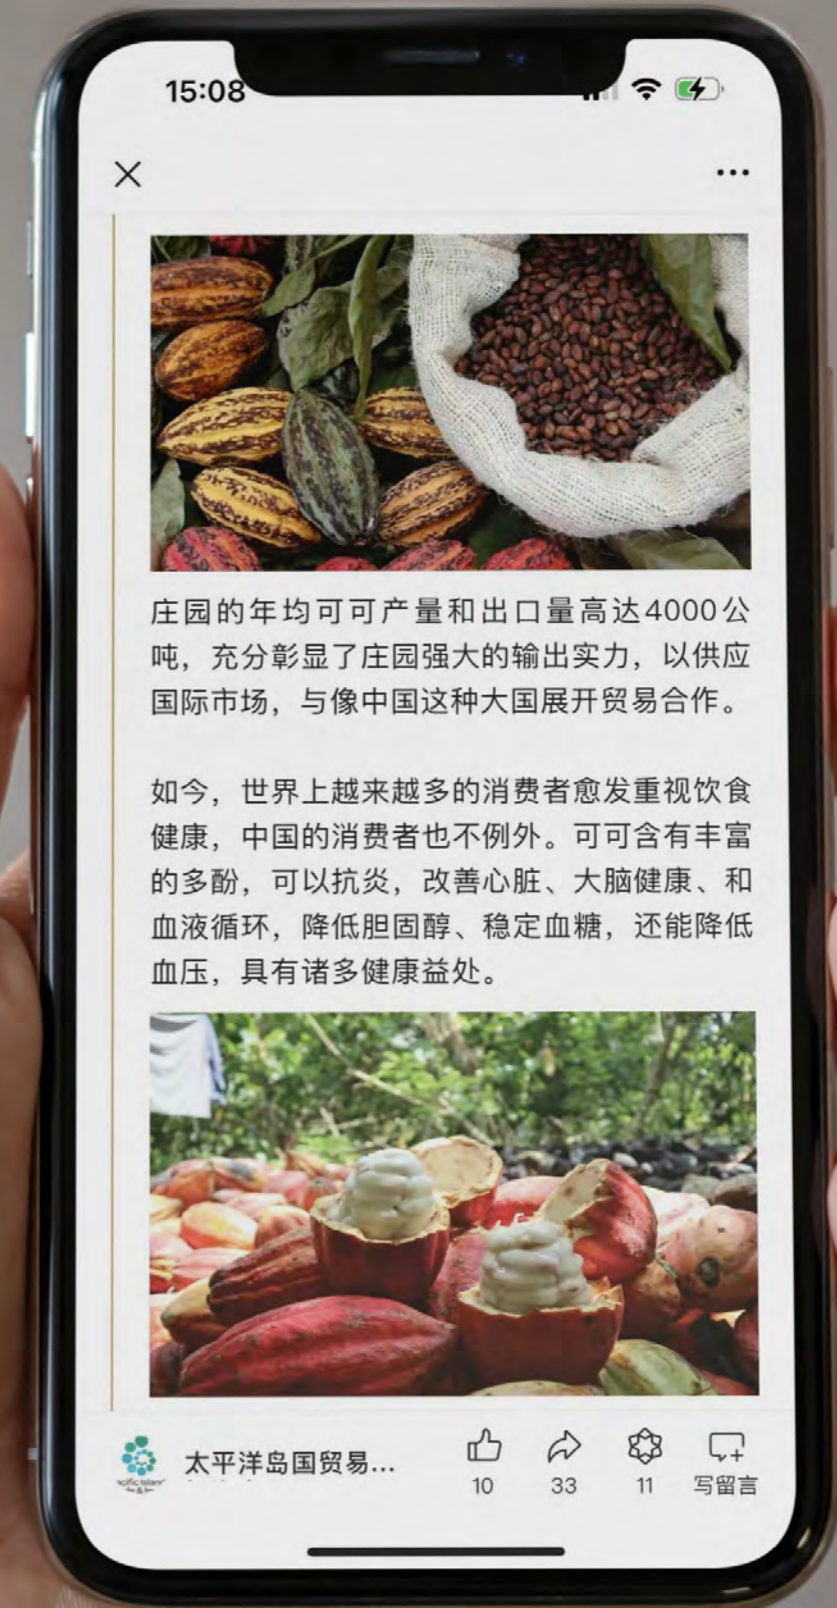 15:08
庄园的年均可可产量和出口量高达4000公
吨，充分彰显了庄园强大的输出实力，以供应
国际市场，与像中国这种大国展开贸易合作。
如今，世界上越来越多的消费者愈发重视饮食
健康，中国的消费者也不例外。可可含有丰富
的多酚，可以抗炎，改善心脏、大脑健康、和
血液循环，降低胆固醇、稳定血糖，还能降低
血压，具有诸多健康益处。
太平洋岛国贸易...
10
33
11
写留言